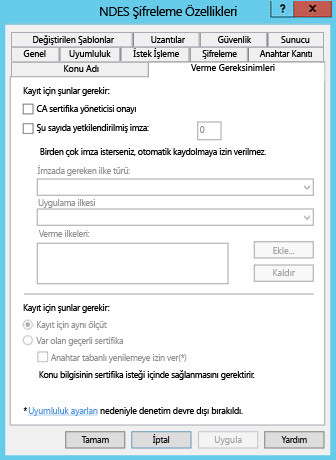 NDES Şifreleme Özellikleri
?
x
Değiştirilen Şablonlar Uzantılar Güvenlik Sunucu
Genel Uyumluluk İstek İşleme Şifreleme Anahtar Kanıtı
Konu Adı Verme Gereksinimleri
Kayıt için şunlar gerekir:
CA sertifika yöneticisi onayı
Şu sayıda yetkilendirilmiş imza: 0
Birden çok imza isterseniz, otomatik kaydolmaya izin verilmez.
İmzada gereken ilke türü:
Uygulama ilkesi
Verme ilkeleri:
Ekle...
Kaldır
Kayıt için şunlar gerekir:
Kayıt için aynı ölçüt
Var olan geçerli sertifika
Anahtar tabanlı yenilemeye izin ver(*)
Konu bilgisinin sertifika isteği içinde sağlanmasını gerektirir.
*Uyumluluk ayarları nedeniyle denetim devre dışı bırakıldı.
Tamam İptal Uygula Yardım